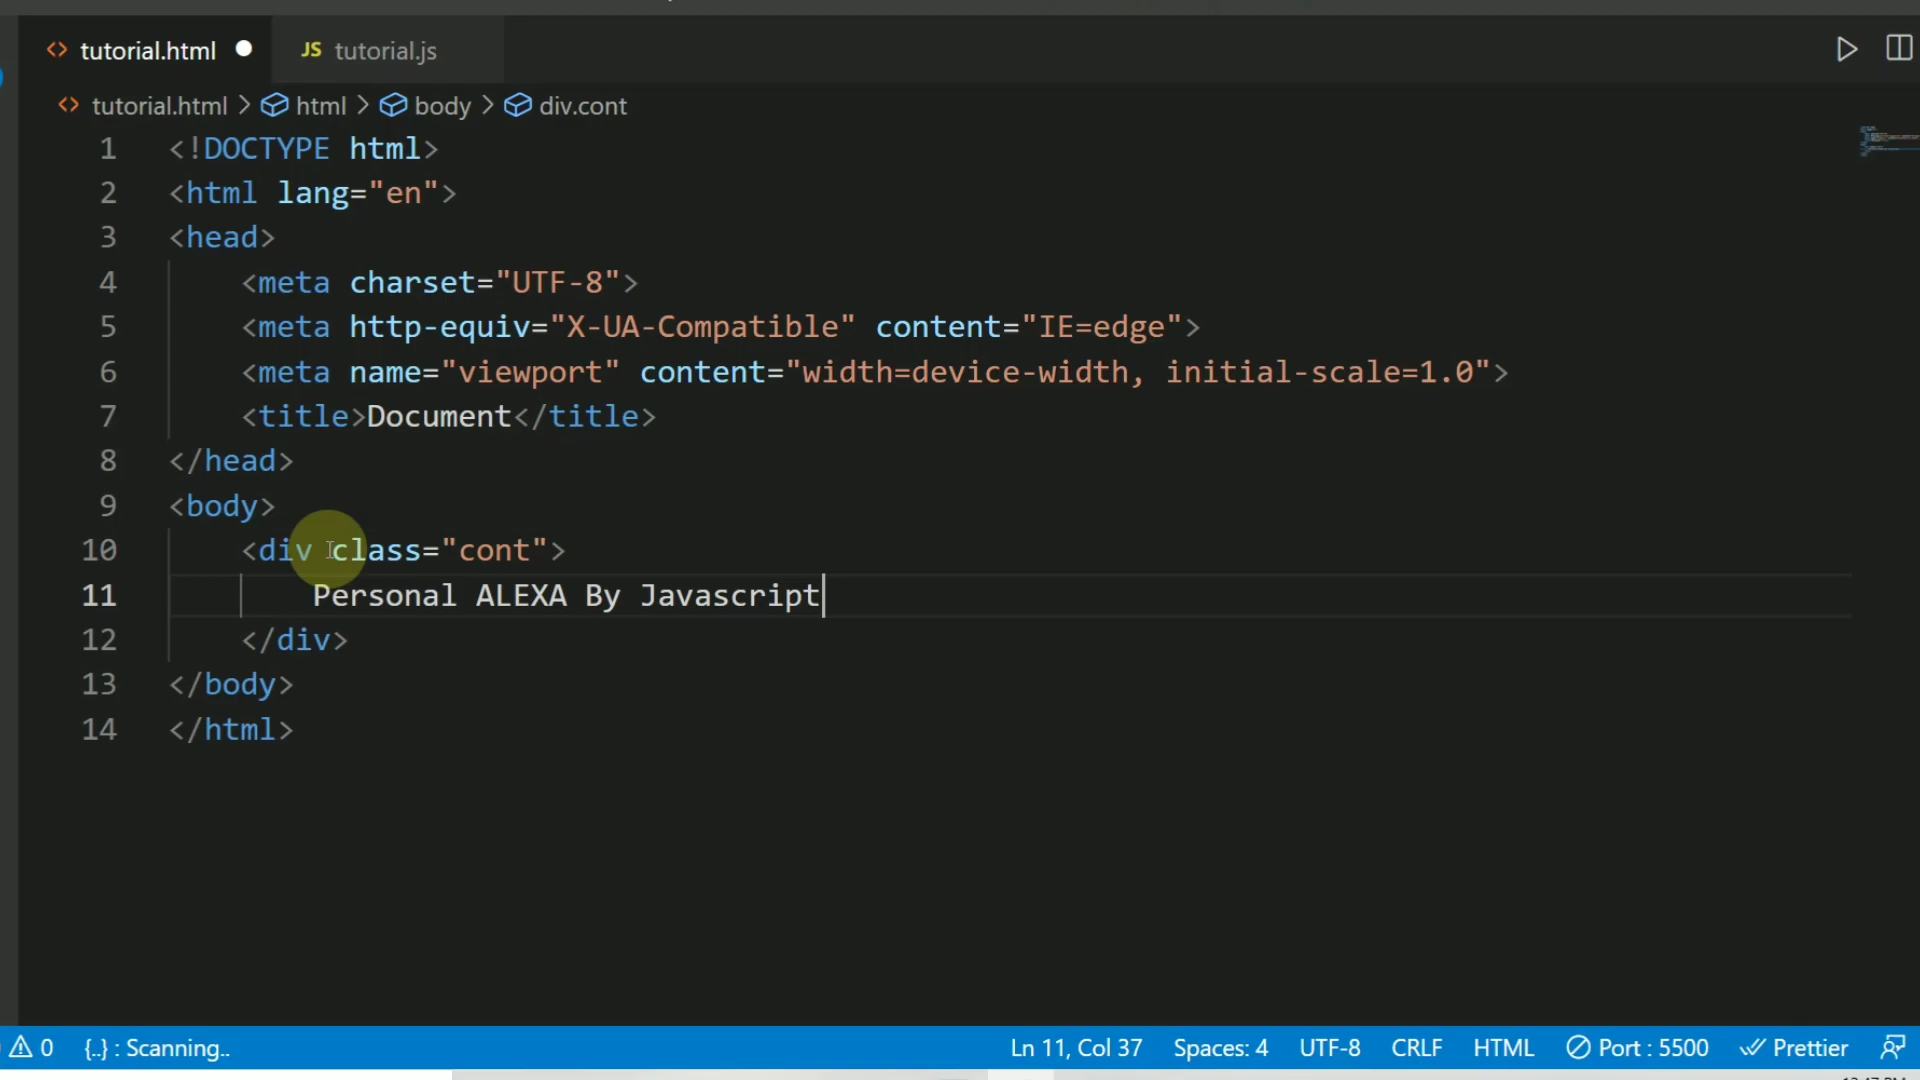 tutorial.html JS tutorial.js
tutorial.html > html > body > div.cont
1 <!DOCTYPE html>
2 <html lang="en">
3 <head>
4 <meta charset="UTF-8">
5 <meta http-equiv="X-UA-Compatible" content="IE=edge">
6 <meta name="viewport" content="width=device-width, initial-scale=1.0">
7 <title>Document</title>
8 </head>
9 <body>
10 <div class="cont">
11 Personal ALEXA By Javascript
12 </div>
13 </body>
14 </html>
0 {..} : Scanning.. Ln 11, Col 37 Spaces: 4 UTF-8 CRLF HTML Port : 5500 Prettier